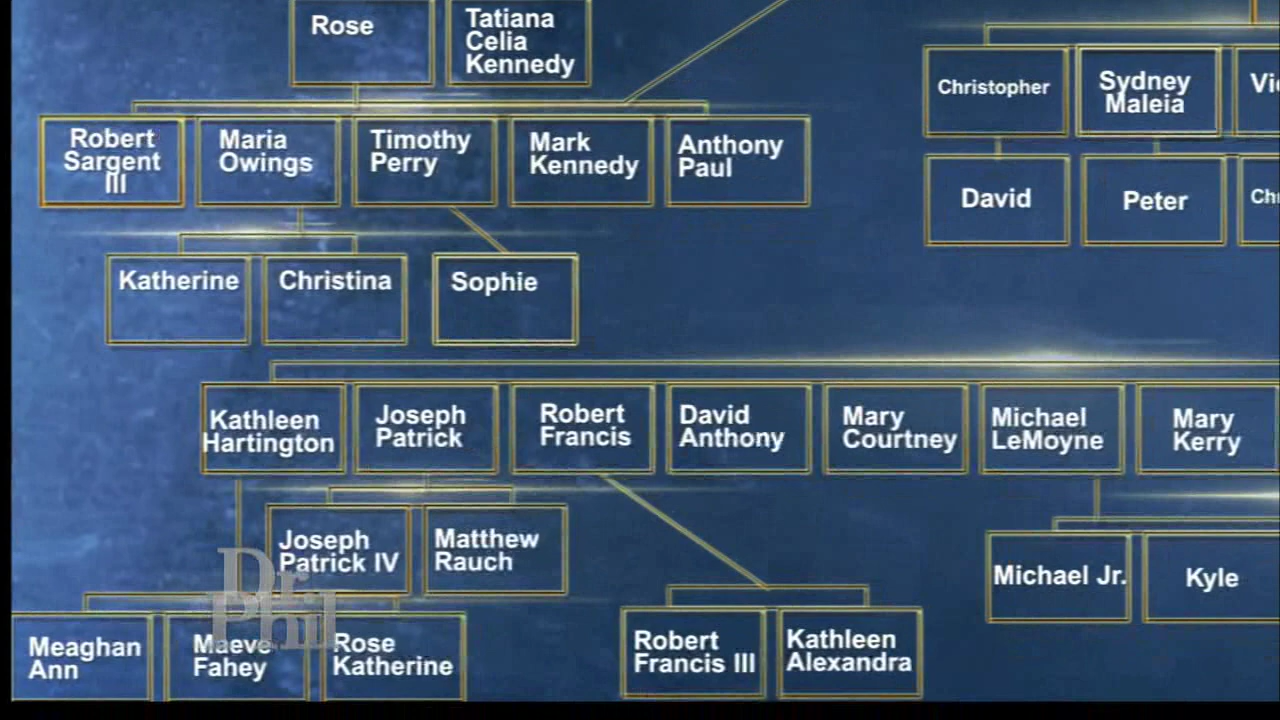 Rose
Tatiana
Celia
Kennedy
Christopher
Sydney
Maleia
Robert
Sargent
III
Maria
Owings
Timothy
Perry
Mark
Kennedy
Anthony
Paul
David
Peter
Katherine
Christina
Sophie
Kathleen
Hartington
Joseph
Patrick
Robert
Francis
David
Anthony
Mary
Courtney
Michael
LeMoyne
Mary
Kerry
Joseph
Patrick IV
Matthew
Rauch
Michael Jr.
Kyle
Dr.
Phil
Meaghan
Ann
Maeve
Fahey
Rose
Katherine
Robert
Francis III
Kathleen
Alexandra